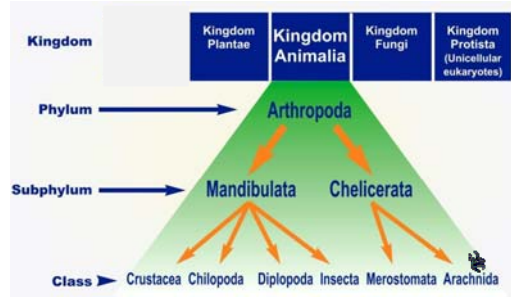 Kingdom
Kingdom
Plantae
Kingdom
Animalia
Kingdom
Fungi
Kingdom
Protista
(Unicellular
eukaryotes)
Phylum
Arthropoda
Subphylum
Mandibulata
Chelicerata
Class
Crustacea
Chilopoda
Diplopoda
Insecta
Merostomata
Arachnida